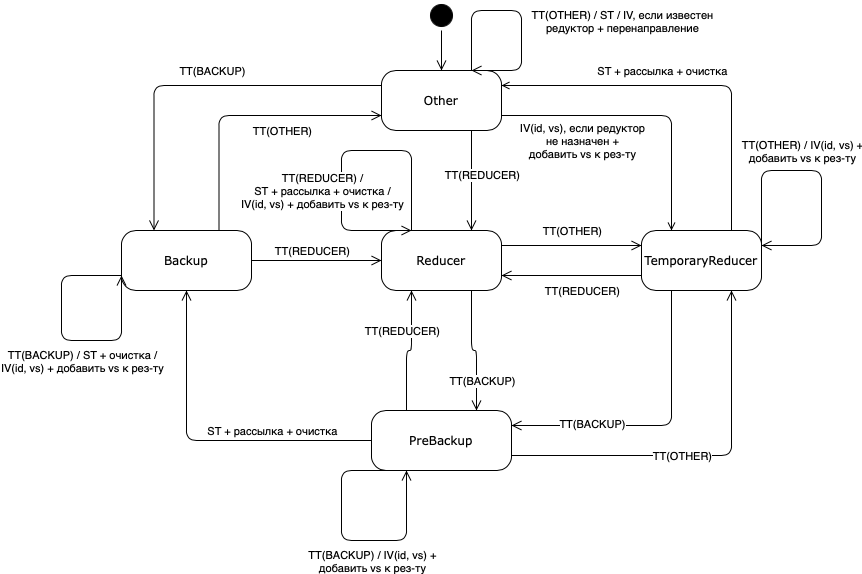 TT(OTHER) / ST / IV, если известен
редуктор + перенаправление
TT(BACKUP)
ST + рассылка + очистка
Other
TT(OTHER)
IV(id, vs), если редуктор
не назначен +
добавить vs к рез-ту
TT(OTHER) / IV(id, vs) +
добавить vs к рез-ту
TT(REDUCER)
TT(REDUCER) /
ST + рассылка + очистка /
IV(id, vs) + добавить vs к рез-ту
TT(OTHER)
TT(REDUCER)
Backup
Reducer
TemporaryReducer
TT(REDUCER)
TT(REDUCER)
TT(BACKUP) / ST + очистка /
IV(id, vs) + добавить vs к рез-ту
TT(BACKUP)
TT(BACKUP)
ST + рассылка + очистка
PreBackup
TT(OTHER)
TT(BACKUP) / IV(id, vs) +
добавить vs к рез-ту